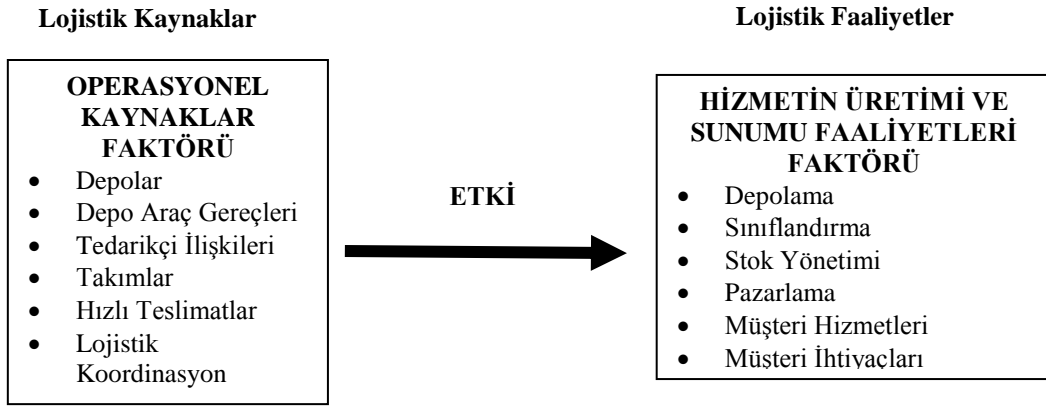 Lojistik Kaynaklar
OPERASYONEL
KAYNAKLAR
FAKTÖRÜ
• Depolar
• Depo Araç Gereçleri
• Tedarikçi İlişkileri
• Takımlar
• Hızlı Teslimatlar
• Lojistik
Koordinasyon
ETKİ
Lojistik Faaliyetler
HİZMETİN ÜRETİMİ VE
SUNUMU FAALİYETLERİ
FAKTÖRÜ
• Depolama
• Sınıflandırma
• Stok Yönetimi
• Pazarlama
• Müşteri Hizmetleri
• Müşteri İhtiyaçları